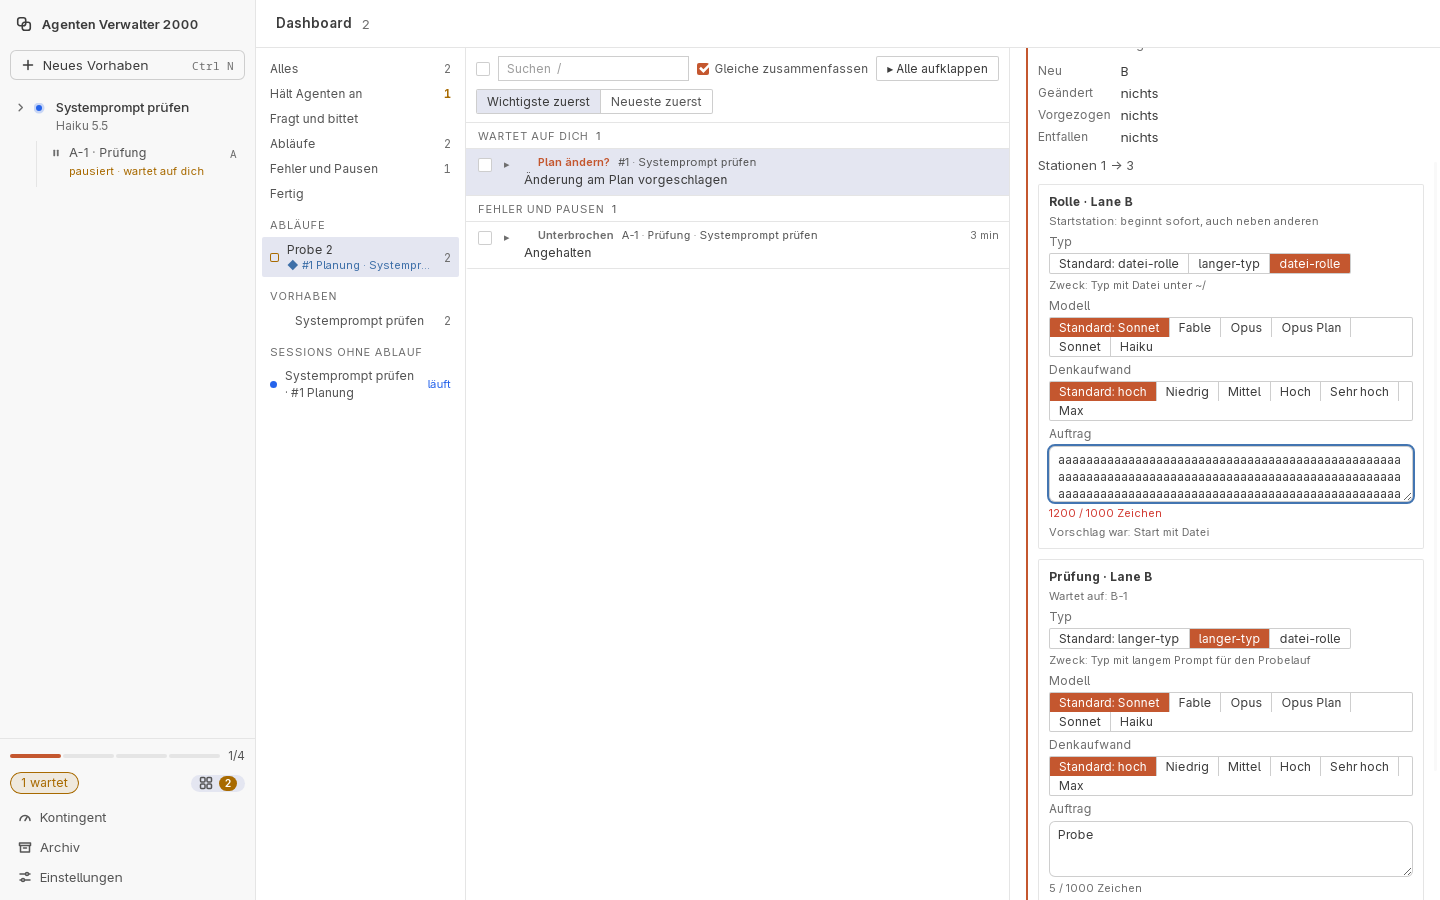 Agenten Verwalter 2000
Neues Vorhaben Ctrl N
Systemprompt prüfen
Haiku 5.5
A-1 · Prüfung A
pausiert · wartet auf dich
1/4
1 wartet 2
Kontingent
Archiv
Einstellungen
Dashboard 2
Alles 2
Hält Agenten an 1
Fragt und bittet
Abläufe 2
Fehler und Pausen 1
Fertig
ABLÄUFE
Probe 2 2
#1 Planung · Systempr...
VORHABEN
Systemprompt prüfen 2
SESSIONS OHNE ABLAUF
Systemprompt prüfen
· #1 Planung läuft
Suchen /
Gleiche zusammenfassen
▸ Alle aufklappen
Wichtigste zuerst Neueste zuerst
WARTET AUF DICH 1
Plan ändern? #1 · Systemprompt prüfen
Änderung am Plan vorgeschlagen
FEHLER UND PAUSEN 1
Unterbrochen A-1 · Prüfung · Systemprompt prüfen 3 min
Angehalten
Neu B
Geändert nichts
Vorgezogen nichts
Entfallen nichts
Stationen 1 → 3
Rolle · Lane B
Startstation: beginnt sofort, auch neben anderen
Typ
Standard: datei-rolle langer-typ datei-rolle
Zweck: Typ mit Datei unter ~/
Modell
Standard: Sonnet Fable Opus Opus Plan
Sonnet Haiku
Denkaufwand
Standard: hoch Niedrig Mittel Hoch Sehr hoch
Max
Auftrag
aaaaaaaaaaaaaaaaaaaaaaaaaaaaaaaaaaaaaaaaaaaaaaaaa
aaaaaaaaaaaaaaaaaaaaaaaaaaaaaaaaaaaaaaaaaaaaaaaaa
aaaaaaaaaaaaaaaaaaaaaaaaaaaaaaaaaaaaaaaaaaaaaaaaa
1200 / 1000 Zeichen
Vorschlag war: Start mit Datei
Prüfung · Lane B
Wartet auf: B-1
Typ
Standard: langer-typ langer-typ datei-rolle
Zweck: Typ mit langem Prompt für den Probelauf
Modell
Standard: Sonnet Fable Opus Opus Plan
Sonnet Haiku
Denkaufwand
Standard: hoch Niedrig Mittel Hoch Sehr hoch
Max
Auftrag
Probe
5 / 1000 Zeichen